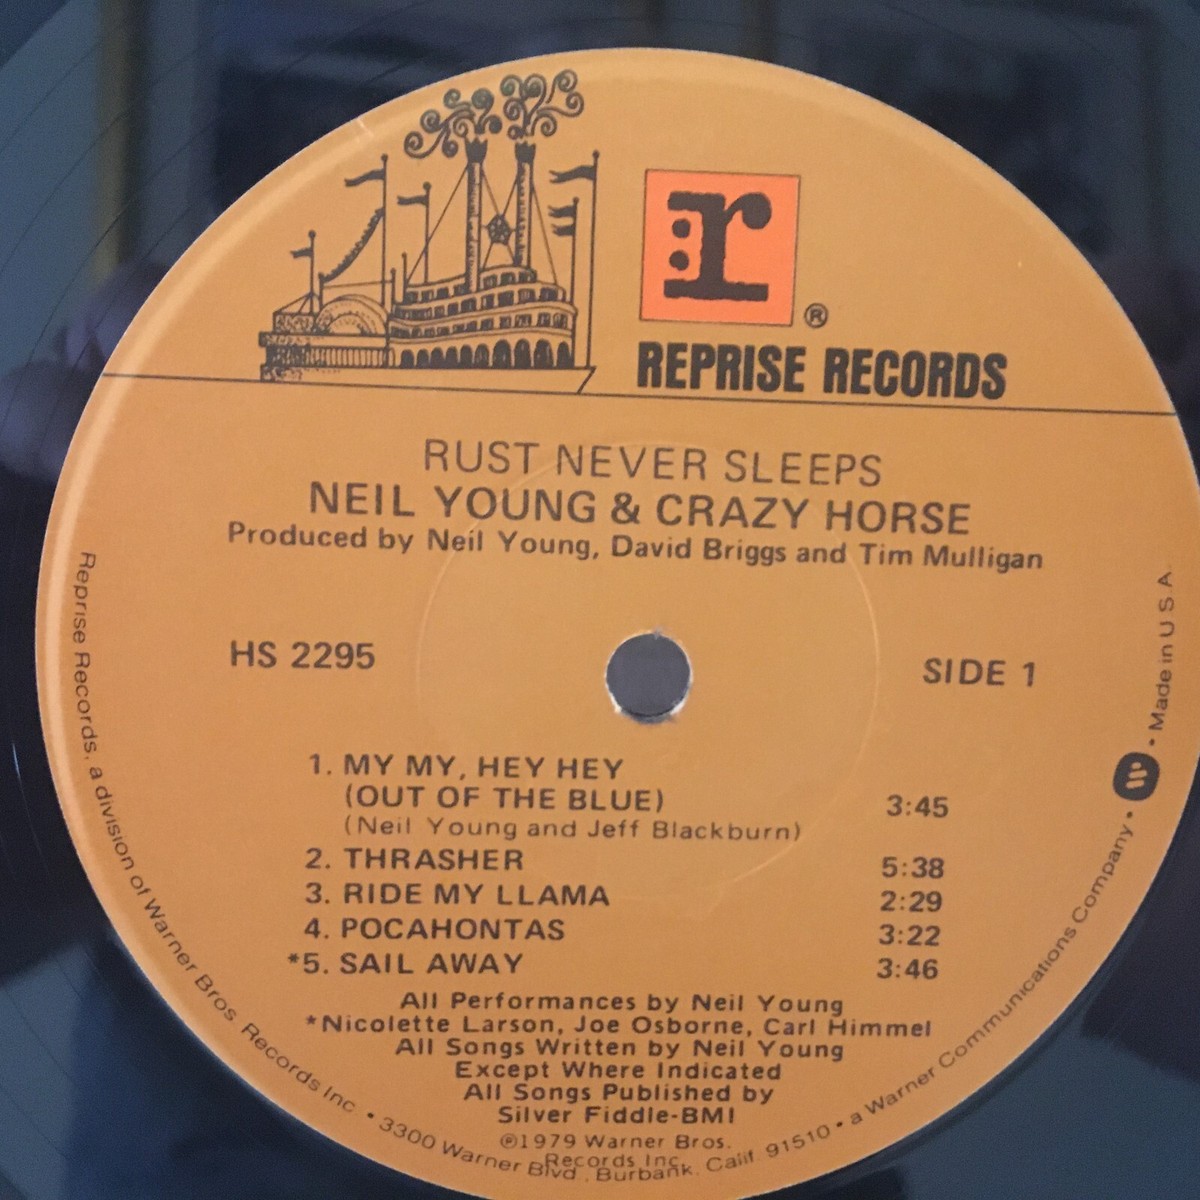 r
®
REPRISE RECORDS
RUST NEVER SLEEPS
NEIL YOUNG & CRAZY HORSE
Produced by Neil Young, David Briggs and Tim Mulligan
HS 2295
SIDE 1
1. MY MY, HEY HEY
(OUT OF THE BLUE) 3:45
(Neil Young and Jeff Blackburn)
2. THRASHER 5:38
3. RIDE MY LLAMA 2:29
4. POCAHONTAS 3:22
*5. SAIL AWAY 3:46
All Performances by Neil Young
*Nicolette Larson, Joe Osborne, Carl Himmel
All Songs Written by Neil Young
Except Where Indicated
All Songs Published by
Silver Fiddle-BMI
℗1979 Warner Bros.
Records Inc.
Reprise Records, a division of Warner Bros. Records Inc • 3300 Warner Blvd., Burbank, Calif. 91510 • a Warner Communications Company • W • Made in U.S.A.